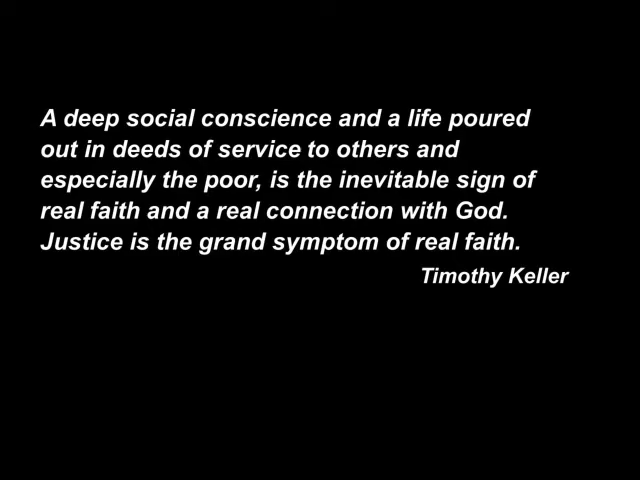 A deep social conscience and a life poured
out in deeds of service to others and
especially the poor, is the inevitable sign of
real faith and a real connection with God.
Justice is the grand symptom of real faith.
Timothy Keller